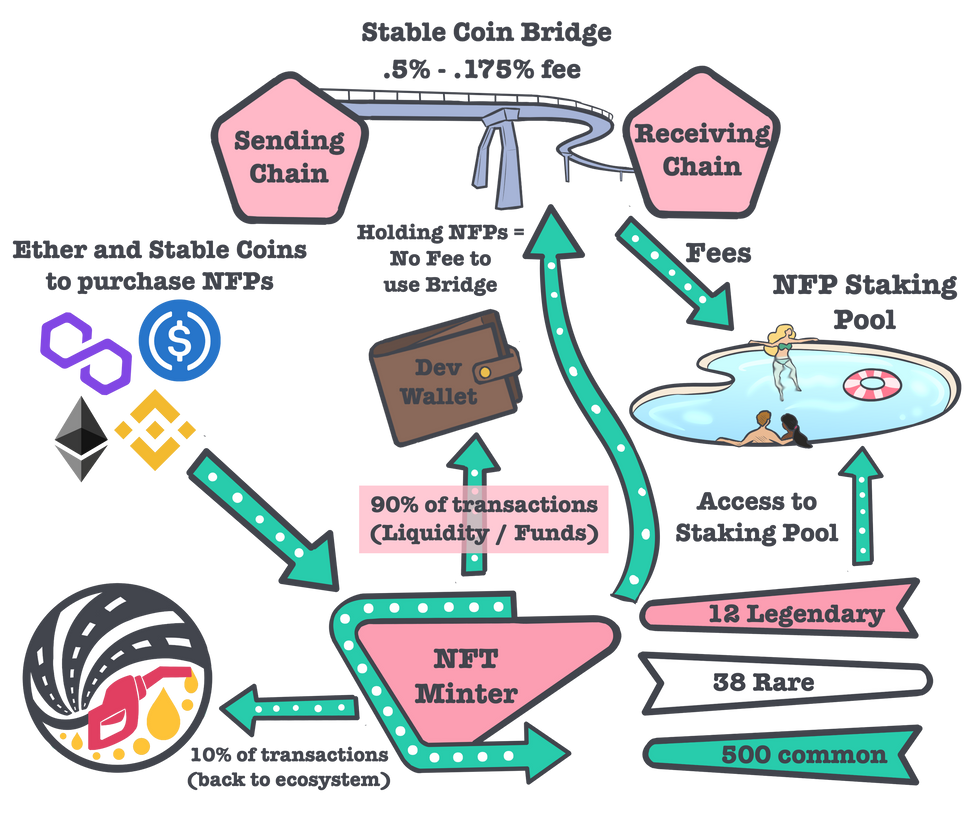 Stable Coin Bridge
.5% - .175% fee
Sending
Chain
Receiving
Chain
Holding NFPs =
No Fee to
use Bridge
Fees
Ether and Stable Coins
to purchase NFPs
NFP Staking
Pool
Dev
Wallet
90% of transactions
(Liquidity / Funds)
Access to
Staking Pool
12 Legendary
NFT
Minter
38 Rare
10% of transactions
(back to ecosystem)
500 common